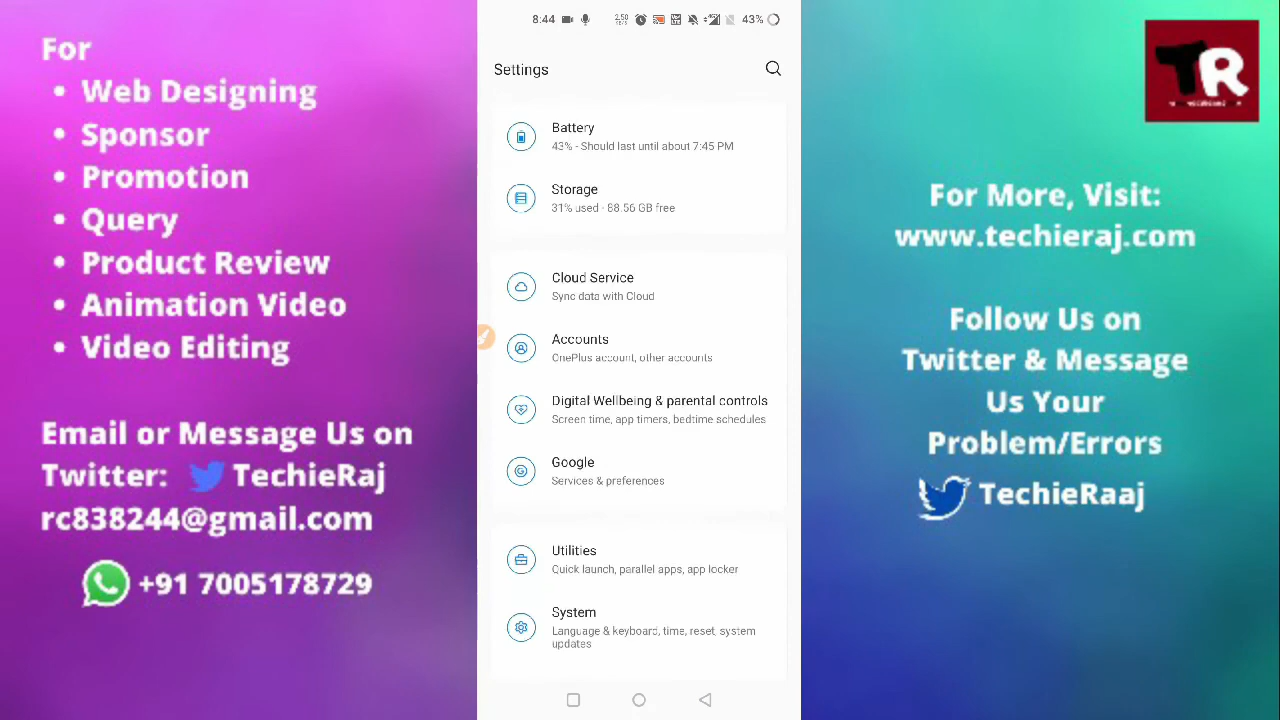 For
• Web Designing
• Sponsor
• Promotion
• Query
• Product Review
• Animation Video
• Video Editing
Email or Message Us on
Twitter: TechieRaj
rc838244@gmail.com
+91 7005178729
8:44
2.50
43%
Settings
Battery
43% - Should last until about 7:45 PM
Storage
31% used - 88.56 GB free
Cloud Service
Sync data with Cloud
Accounts
OnePlus account, other accounts
Digital Wellbeing & parental controls
Screen time, app timers, bedtime schedules
Google
Services & preferences
Utilities
Quick launch, parallel apps, app locker
System
Language & keyboard, time, reset, system
updates
TR
For More, Visit:
www.techieraj.com
Follow Us on
Twitter & Message
Us Your
Problem/Errors
TechieRaaj